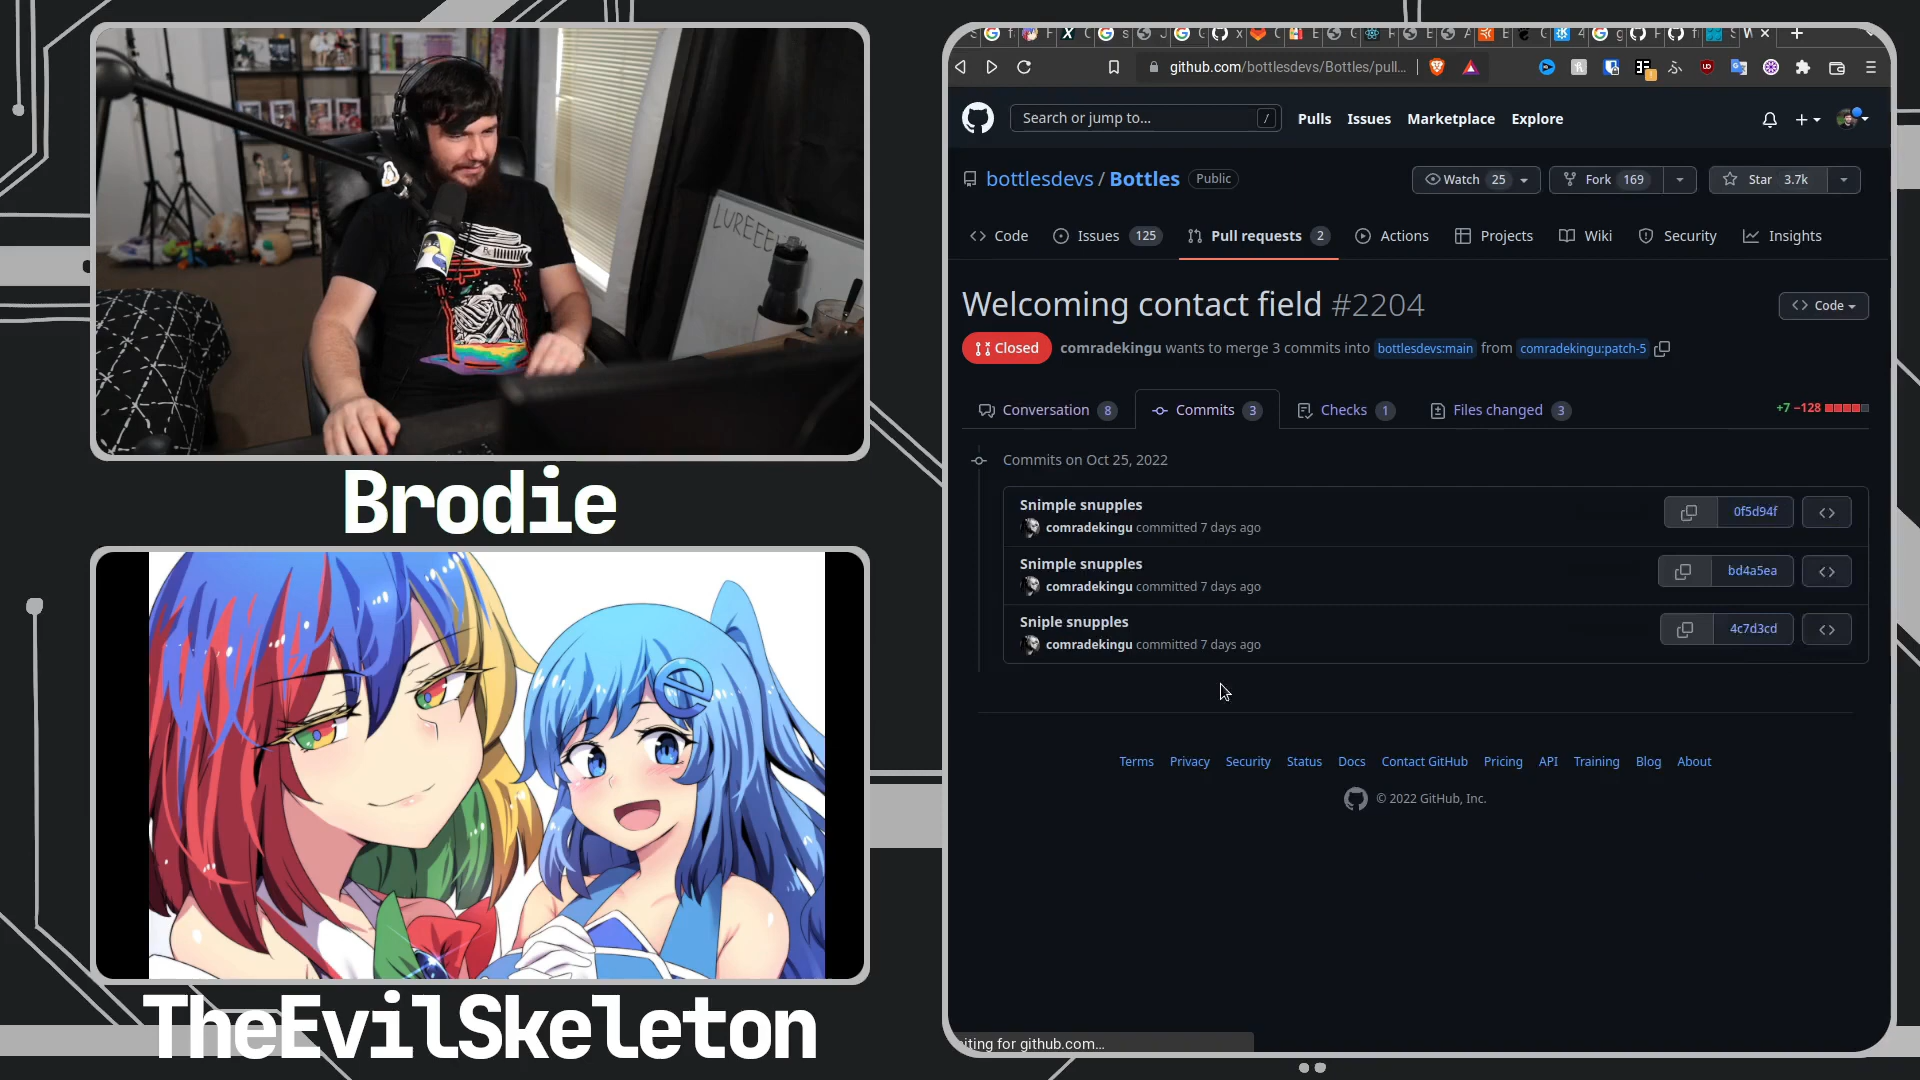 github.com/bottlesdevs/Bottles/pull...
Search or jump to... /
Pulls Issues Marketplace Explore
bottlesdevs / Bottles Public
Watch 25 Fork 169 Star 3.7k
Code Issues 125 Pull requests 2 Actions Projects Wiki Security Insights
Welcoming contact field #2204
Code
Closed comradekingu wants to merge 3 commits into bottlesdevs:main from comradekingu:patch-5
Conversation 8 Commits 3 Checks 1 Files changed 3 +7 −128
Commits on Oct 25, 2022
Snimple snupples
0f5d94f
comradekingu committed 7 days ago
Snimple snupples
bd4a5ea
comradekingu committed 7 days ago
Sniple snupples
4c7d3cd
comradekingu committed 7 days ago
Terms Privacy Security Status Docs Contact GitHub Pricing API Training Blog About
© 2022 GitHub, Inc.
iting for github.com...
Brodie
TheEvilSkeleton